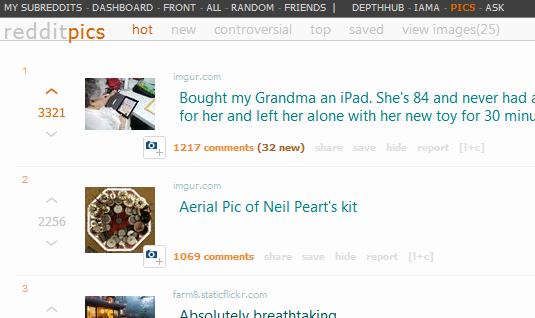 MY SUBREDDITS - DASHBOARD - FRONT - ALL - RANDOM - FRIENDS | DEPTHHUB - IAMA - PICS - ASK
redditpics hot new controversial top saved view images(25)
1
imgur.com
3321
Bought my Grandma an iPad. She's 84 and never had a
for her and left her alone with her new toy for 30 minu
1217 comments (32 new) share save hide report [l+c]
2
imgur.com
2256
Aerial Pic of Neil Peart's kit
1069 comments share save hide report [l+c]
3
farm8.staticflickr.com
Absolutely breathtaking